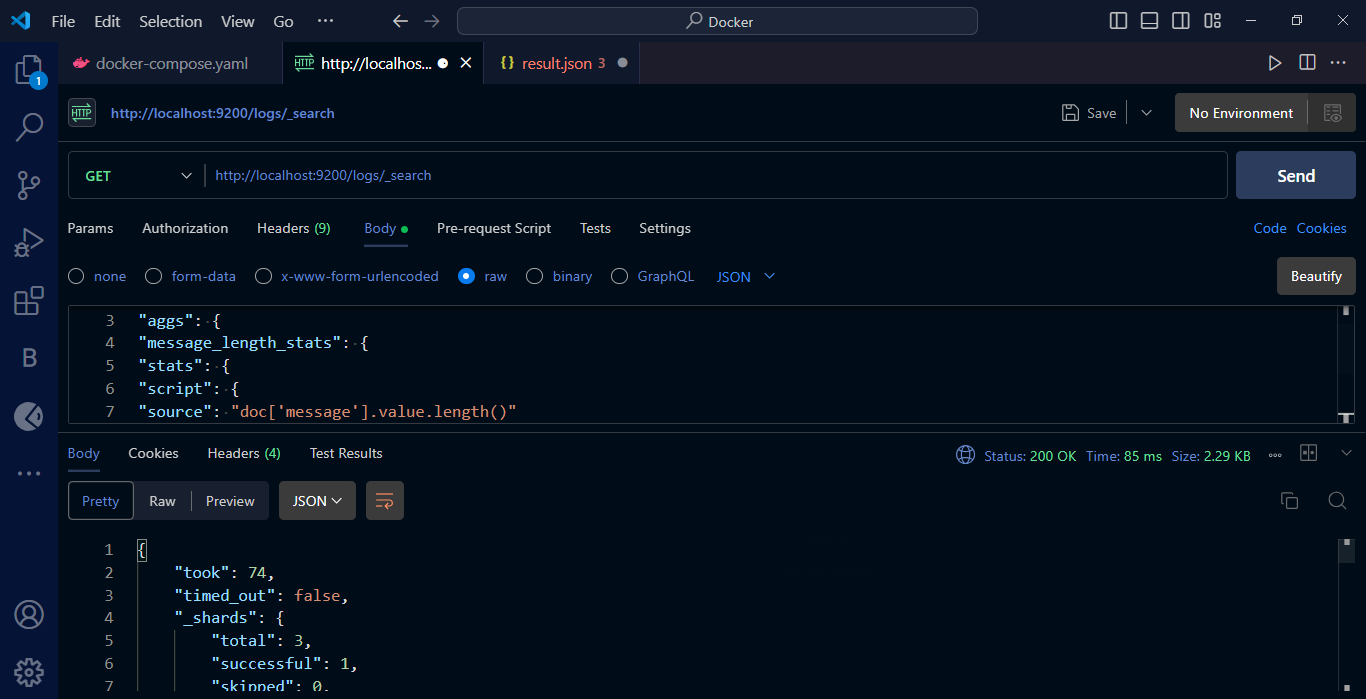 File Edit Selection View Go ··· Docker
docker-compose.yaml http://localhos... result.json 3
1
HTTP http://localhost:9200/logs/_search Save No Environment
GET http://localhost:9200/logs/_search Send
Params Authorization Headers (9) Body Pre-request Script Tests Settings Code Cookies
none form-data x-www-form-urlencoded raw binary GraphQL JSON Beautify
3 "aggs": {
4 "message_length_stats": {
5 "stats": {
6 "script": {
7 "source": "doc['message'].value.length()"
B
Body Cookies Headers (4) Test Results Status: 200 OK Time: 85 ms Size: 2.29 KB
Pretty Raw Preview JSON
1 {
2 "took": 74,
3 "timed_out": false,
4 "_shards": {
5 "total": 3,
6 "successful": 1,
7 "skipped": 0,